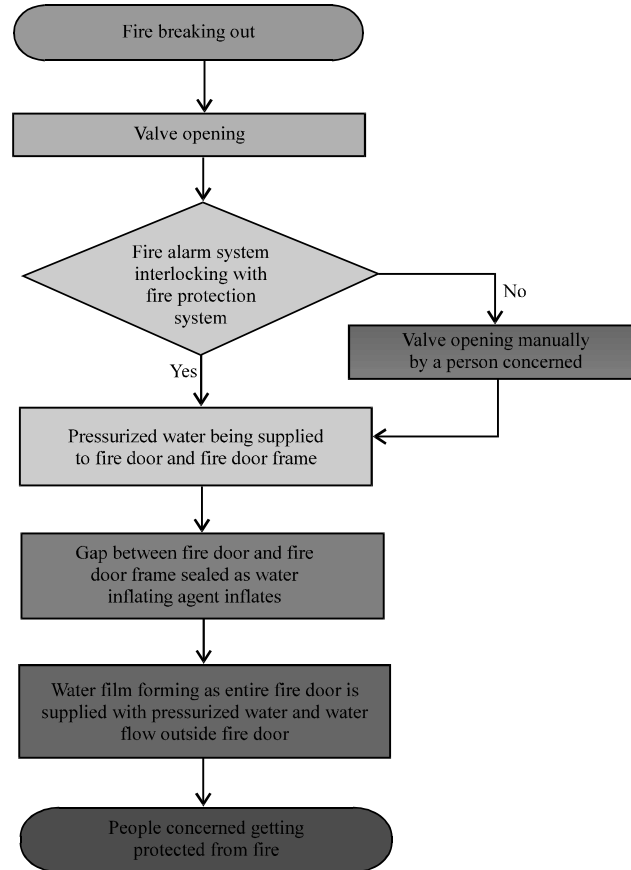 Fire breaking out
Valve opening
Fire alarm system
interlocking with
fire protection
system
No
Valve opening manually
by a person concerned
Yes
Pressurized water being supplied
to fire door and fire door frame
Gap between fire door and fire
door frame sealed as water
inflating agent inflates
Water film forming as entire fire door is
supplied with pressurized water and water
flow outside fire door
People concerned getting
protected from fire